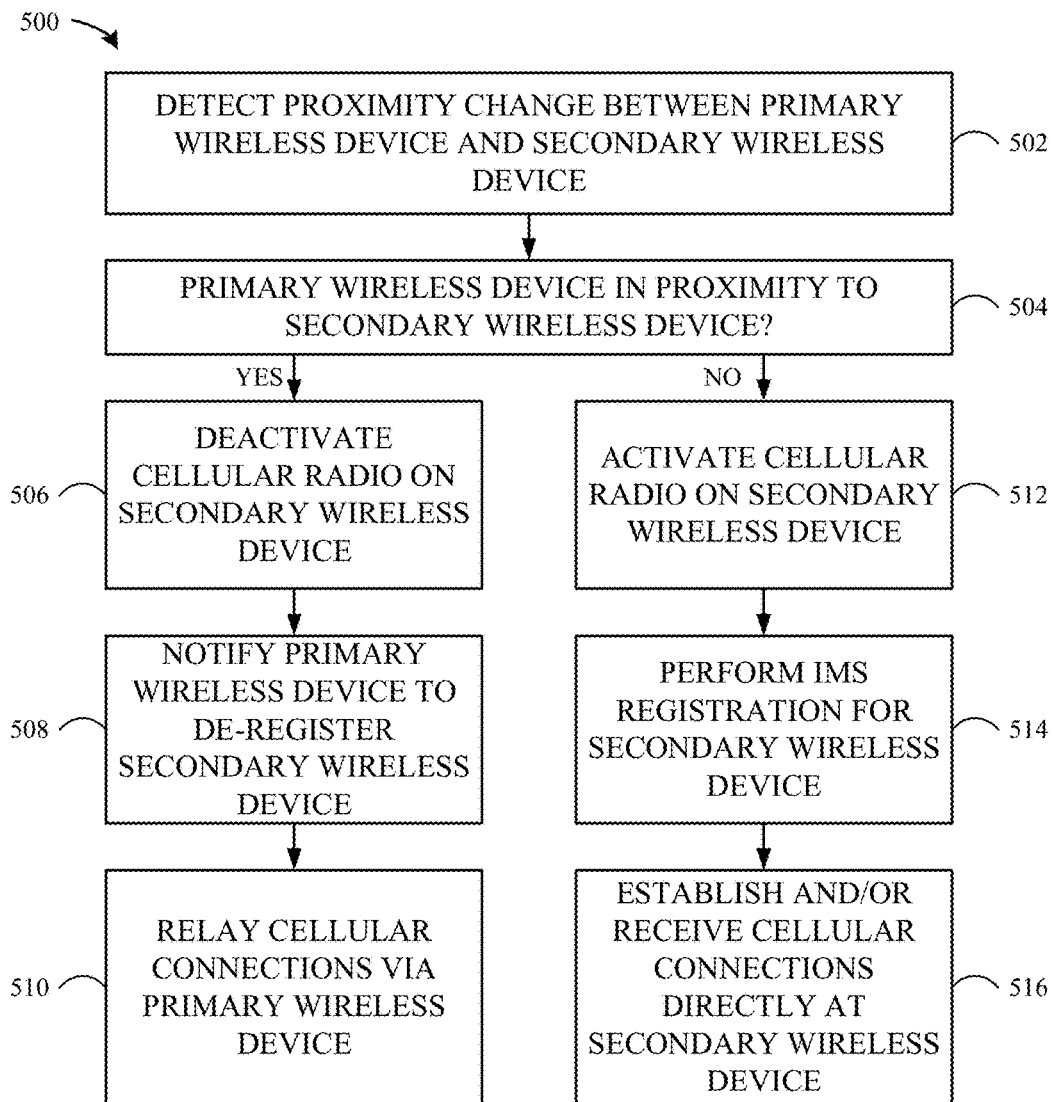 500
DETECT PROXIMITY CHANGE BETWEEN PRIMARY
WIRELESS DEVICE AND SECONDARY WIRELESS
DEVICE
502
PRIMARY WIRELESS DEVICE IN PROXIMITY TO
SECONDARY WIRELESS DEVICE?
504
YES
NO
DEACTIVATE
CELLULAR RADIO ON
SECONDARY WIRELESS
DEVICE
506
ACTIVATE CELLULAR
RADIO ON SECONDARY
WIRELESS DEVICE
512
NOTIFY PRIMARY
WIRELESS DEVICE TO
DE-REGISTER
SECONDARY WIRELESS
DEVICE
508
PERFORM IMS
REGISTRATION FOR
SECONDARY WIRELESS
DEVICE
514
RELAY CELLULAR
CONNECTIONS VIA
PRIMARY WIRELESS
DEVICE
510
ESTABLISH AND/OR
RECEIVE CELLULAR
CONNECTIONS
DIRECTLY AT
SECONDARY WIRELESS
DEVICE
516